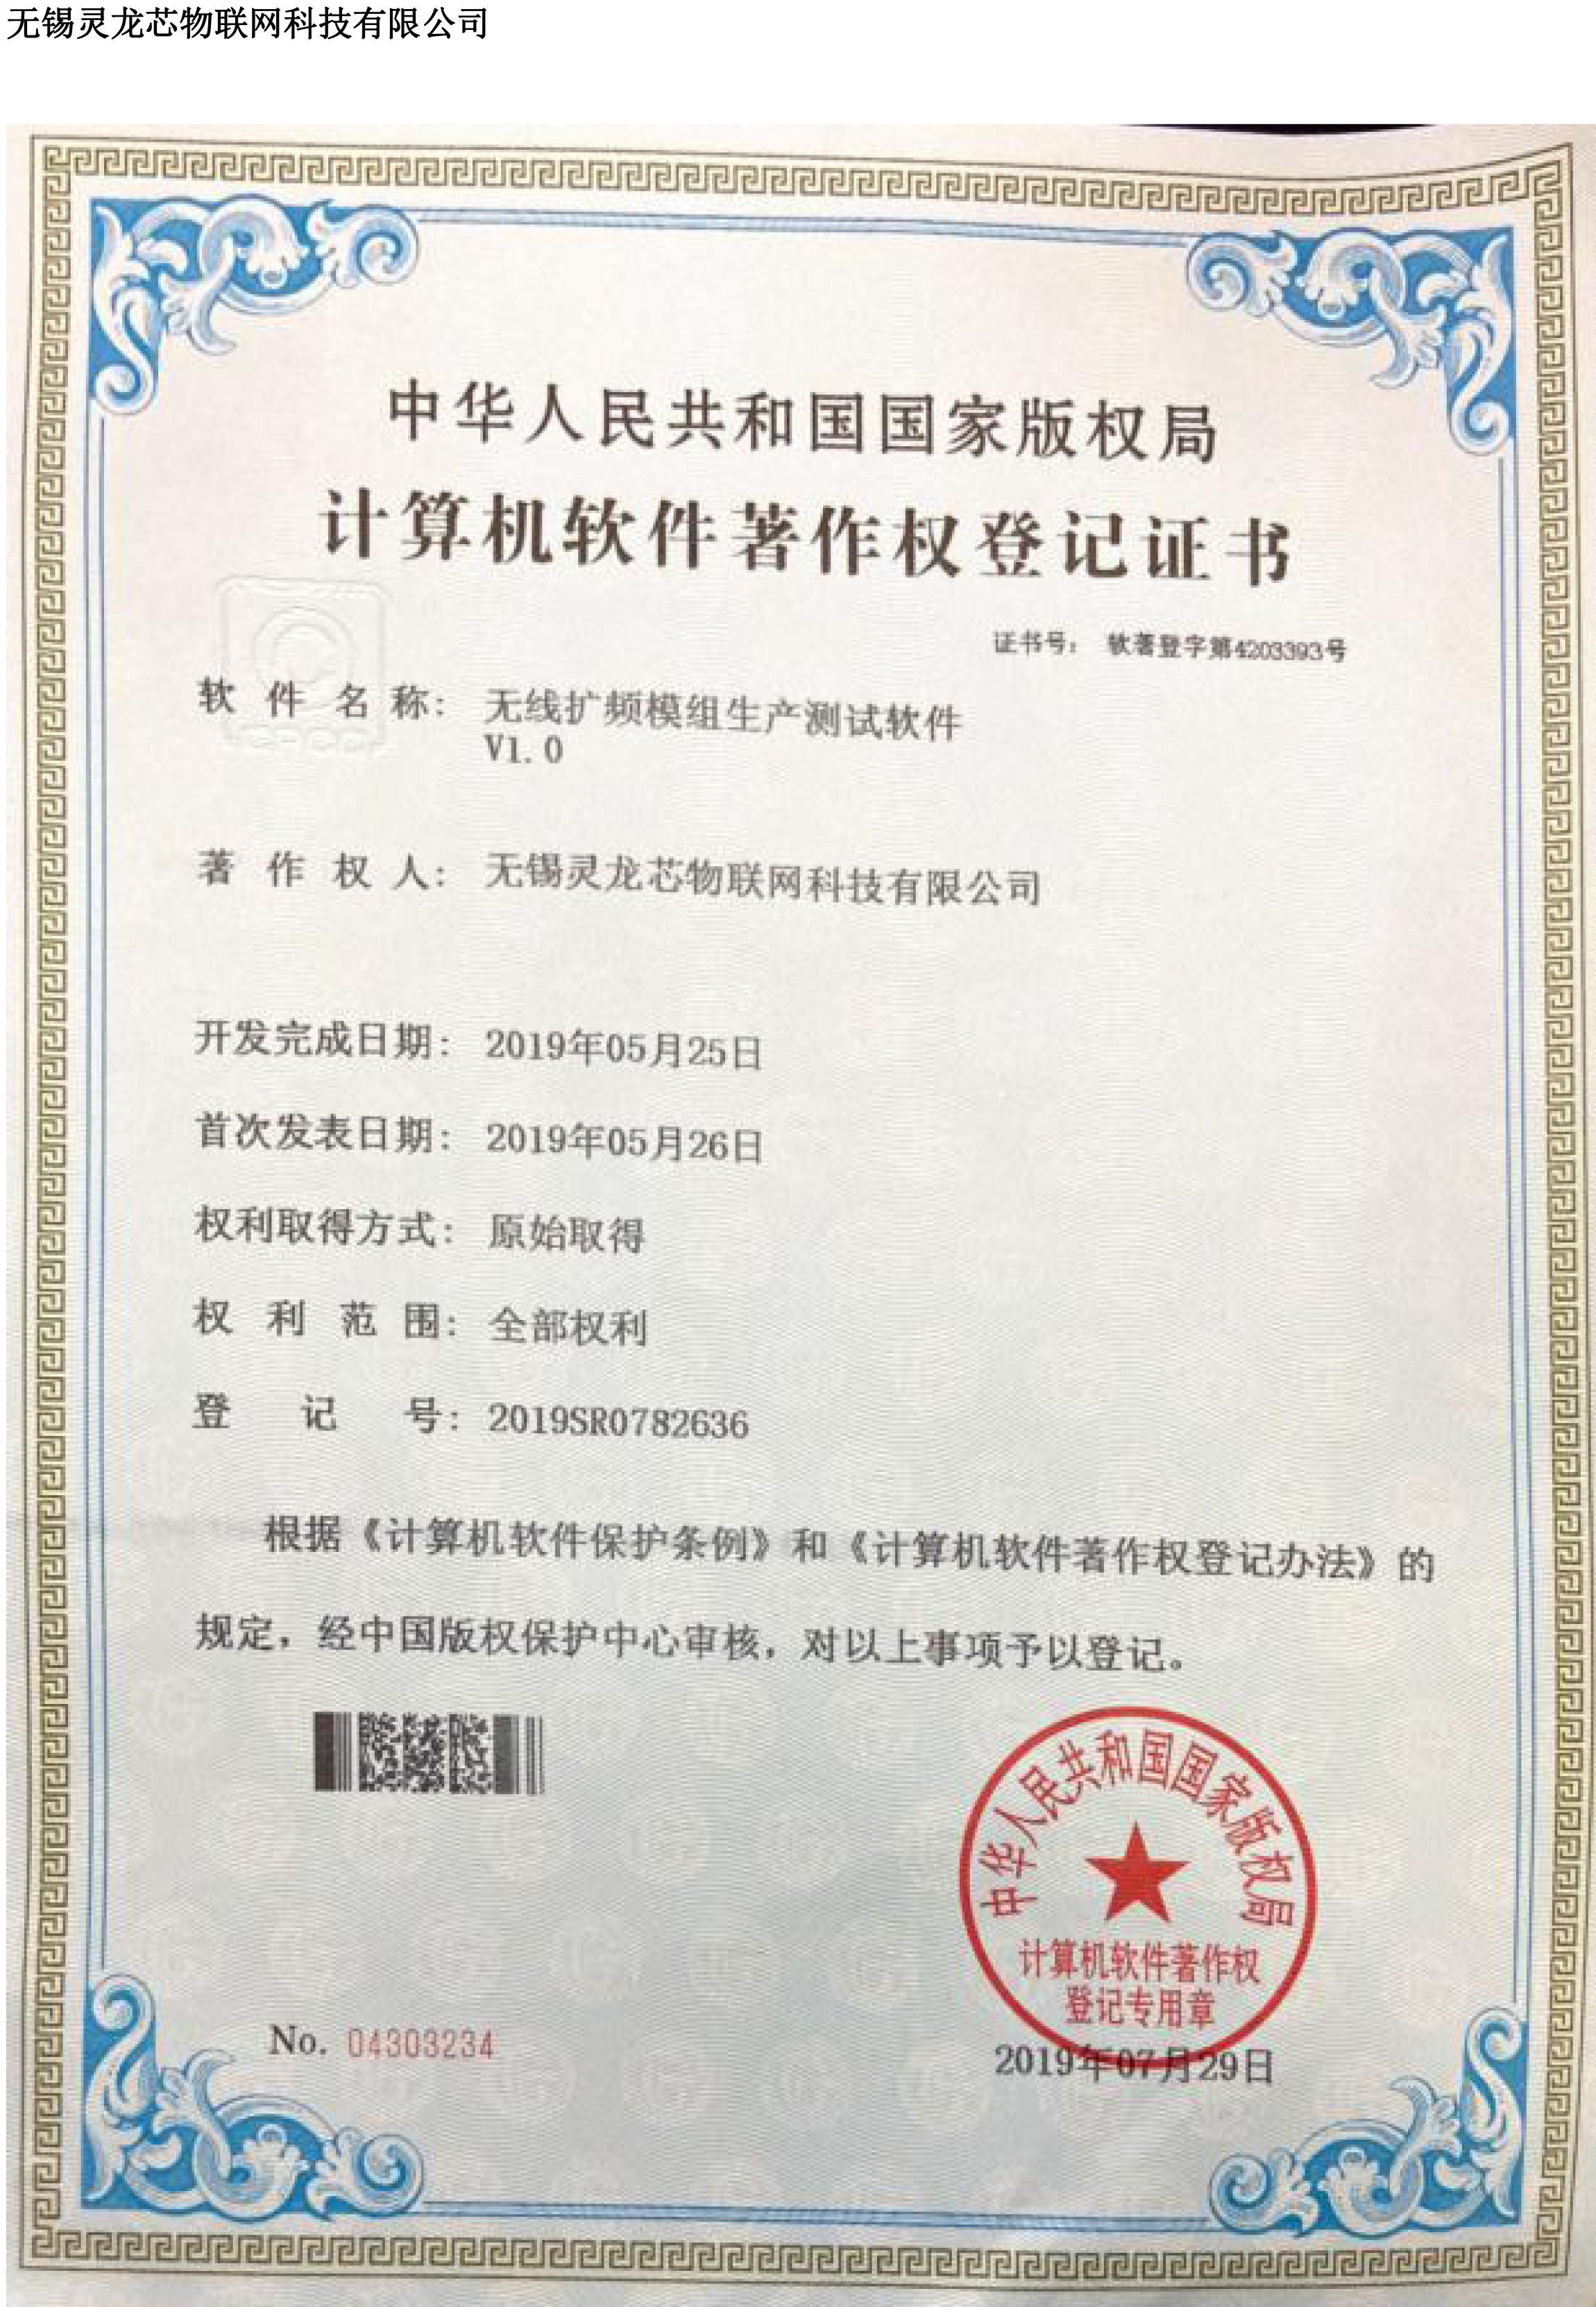 无锡灵龙芯物联网科技有限公司
中华人民共和国国家版权局
计算机软件著作权登记证书
证书号： 软著登字第4203393号
软件名称： 无线扩频模组生产测试软件
V1.0
著作权人： 无锡灵龙芯物联网科技有限公司
开发完成日期： 2019年05月25日
首次发表日期： 2019年05月26日
权利取得方式： 原始取得
权利范围： 全部权利
登记号： 2019SR0782636
根据《计算机软件保护条例》和《计算机软件著作权登记办法》的
规定，经中国版权保护中心审核，对以上事项予以登记。
中华人民共和国国家版权局
计算机软件著作权
登记专用章
No. 04303234
2019年07月29日